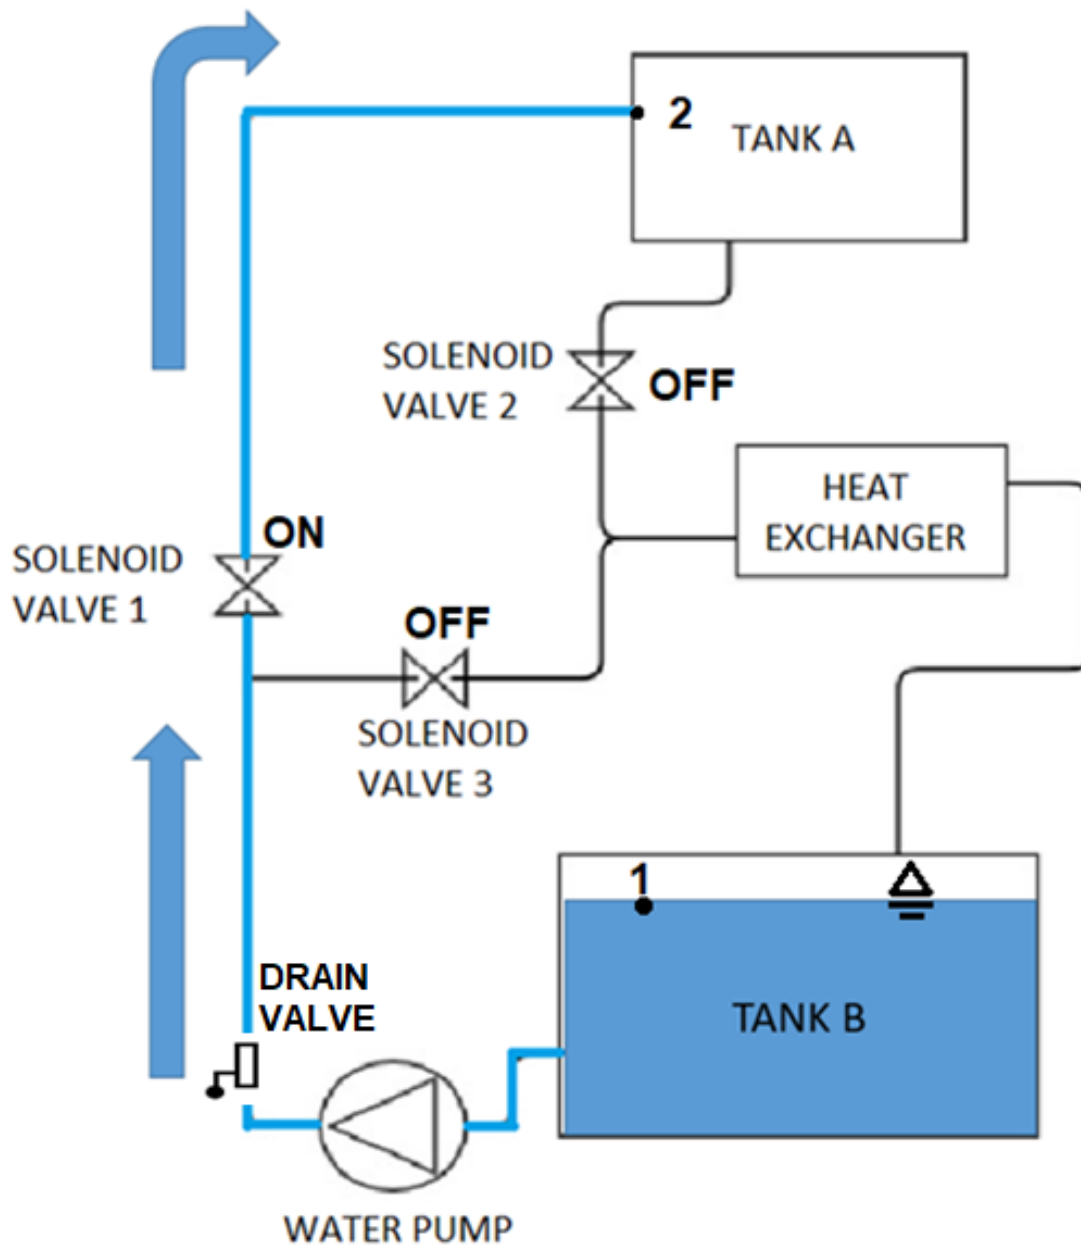 2
TANK A
SOLENOID
VALVE 2
OFF
HEAT
EXCHANGER
ON
SOLENOID
VALVE 1
OFF
SOLENOID
VALVE 3
1
DRAIN
VALVE
TANK B
WATER PUMP